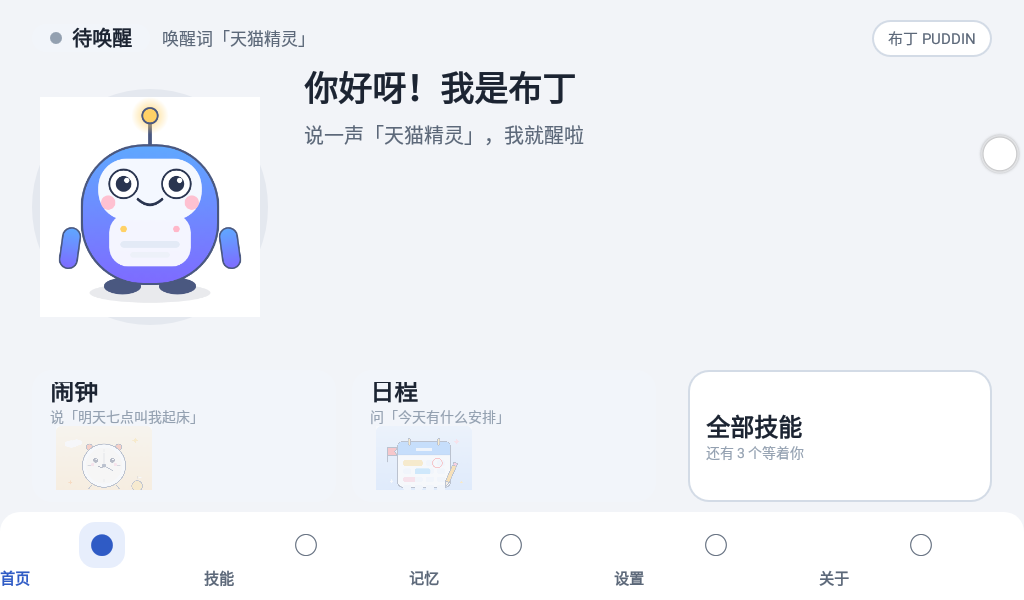 待唤醒
唤醒词「天猫精灵」
布丁 PUDDIN
你好呀！我是布丁
说一声「天猫精灵」，我就醒啦
闹钟
说「明天七点叫我起床」
日程
问「今天有什么安排」
全部技能
还有 3 个等着你
首页
技能
记忆
设置
关于